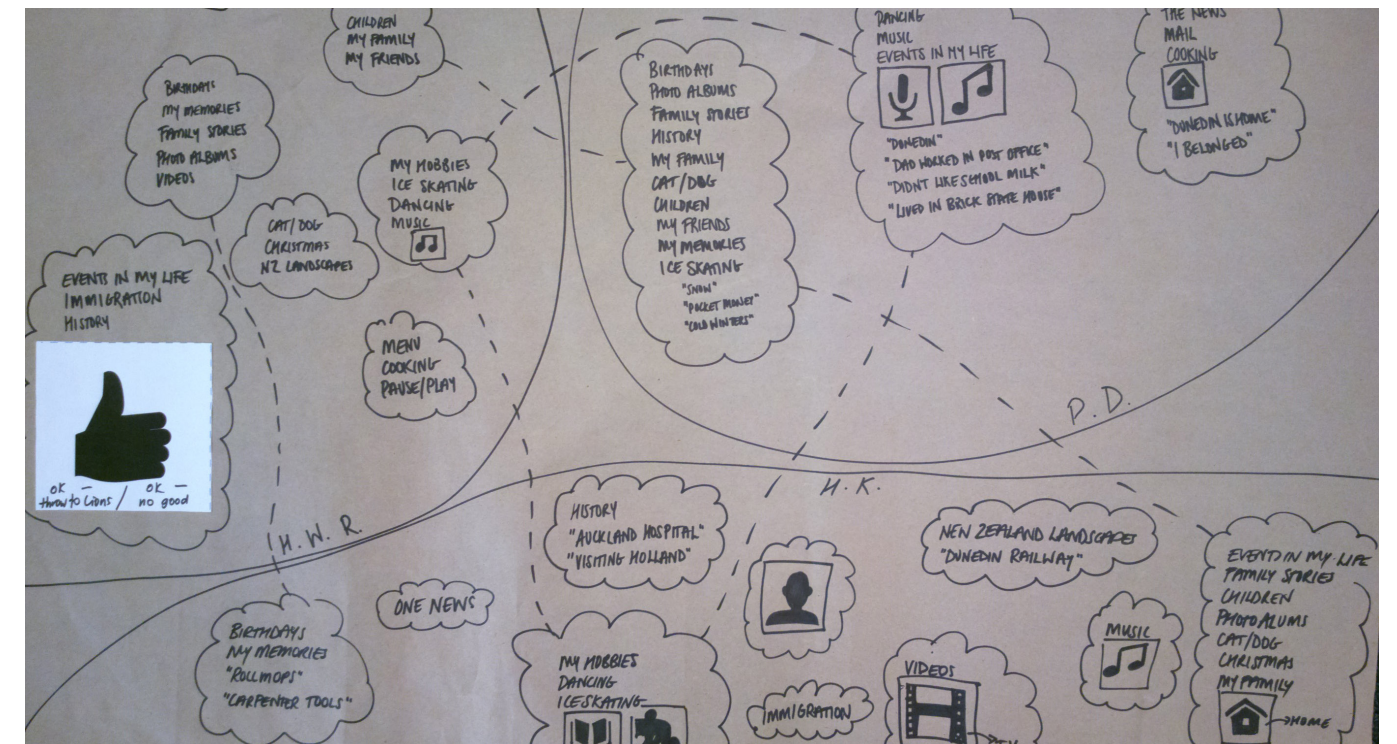 CHILDREN
MY FAMILY
MY FRIENDS
BIRTHDAYS
MY MEMORIES
FAMILY STORIES
PHOTO ALBUMS
VIDEOS
MY HOBBIES
ICE SKATING
DANCING
MUSIC
CAT/DOG
CHRISTMAS
NZ LANDSCAPES
EVENTS IN MY LIFE
IMMIGRATION
HISTORY
OK — throw to Lions / OK — no good
MENU
COOKING
PAUSE/PLAY
H.W.R.
BIRTHDAYS
PHOTO ALBUMS
FAMILY STORIES
HISTORY
MY FAMILY
CAT/DOG
CHILDREN
MY FRIENDS
MY MEMORIES
ICE SKATING
"SNOW"
"POCKET MONEY"
"COLD WINTERS"
DANCING
MUSIC
EVENTS IN MY LIFE
"DUNEDIN"
"DAD WORKED IN POST OFFICE"
"DIDN'T LIKE SCHOOL MILK"
"LIVED IN BRICK STATE HOUSE"
THE NEWS
MAIL
COOKING
"DUNEDIN IS HOME"
"I BELONGED"
P.D.
H.K.
HISTORY
"AUCKLAND HOSPITAL"
"VISITING HOLLAND"
NEW ZEALAND LANDSCAPES
"DUNEDIN RAILWAY"
ONE NEWS
BIRTHDAYS
MY MEMORIES
"ROLLMOPS"
"CARPENTER TOOLS"
MY HOBBIES
DANCING
ICESKATING
IMMIGRATION
VIDEOS
MUSIC
EVENT IN MY LIFE
FAMILY STORIES
CHILDREN
PHOTO ALUMS
CAT/DOG
CHRISTMAS
MY FAMILY
HOME